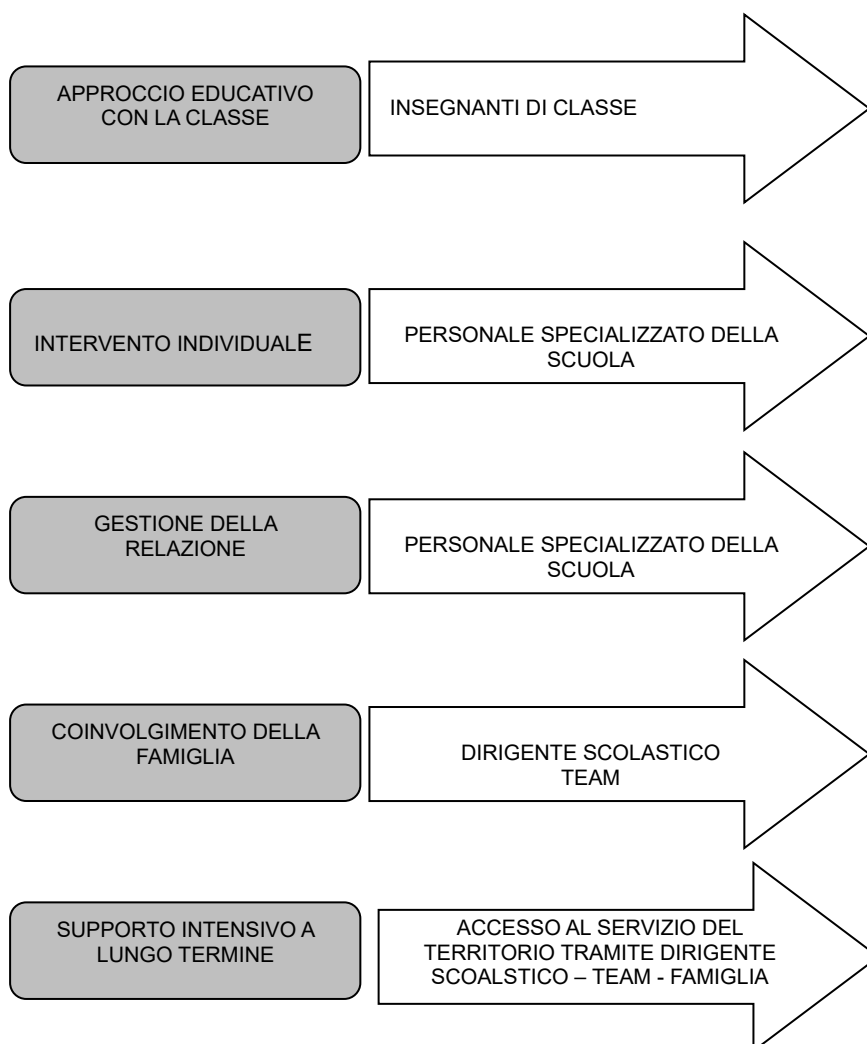 APPROCCIO EDUCATIVO
CON LA CLASSE
INSEGNANTI DI CLASSE
INTERVENTO INDIVIDUALE
PERSONALE SPECIALIZZATO DELLA
SCUOLA
GESTIONE DELLA
RELAZIONE
PERSONALE SPECIALIZZATO DELLA
SCUOLA
COINVOLGIMENTO DELLA
FAMIGLIA
DIRIGENTE SCOLASTICO
TEAM
SUPPORTO INTENSIVO A
LUNGO TERMINE
ACCESSO AL SERVIZIO DEL
TERRITORIO TRAMITE DIRIGENTE
SCOALSTICO – TEAM - FAMIGLIA